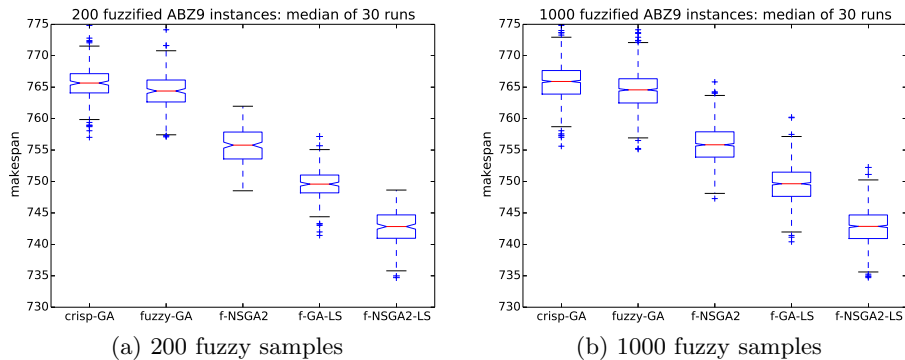 200 fuzzified ABZ9 instances: median of 30 runs
775
770
765
760
755
750
745
740
735
730
makespan
crisp-GA fuzzy-GA f-NSGA2 f-GA-LS f-NSGA2-LS
(a) 200 fuzzy samples
1000 fuzzified ABZ9 instances: median of 30 runs
775
770
765
760
755
750
745
740
735
730
makespan
crisp-GA fuzzy-GA f-NSGA2 f-GA-LS f-NSGA2-LS
(b) 1000 fuzzy samples